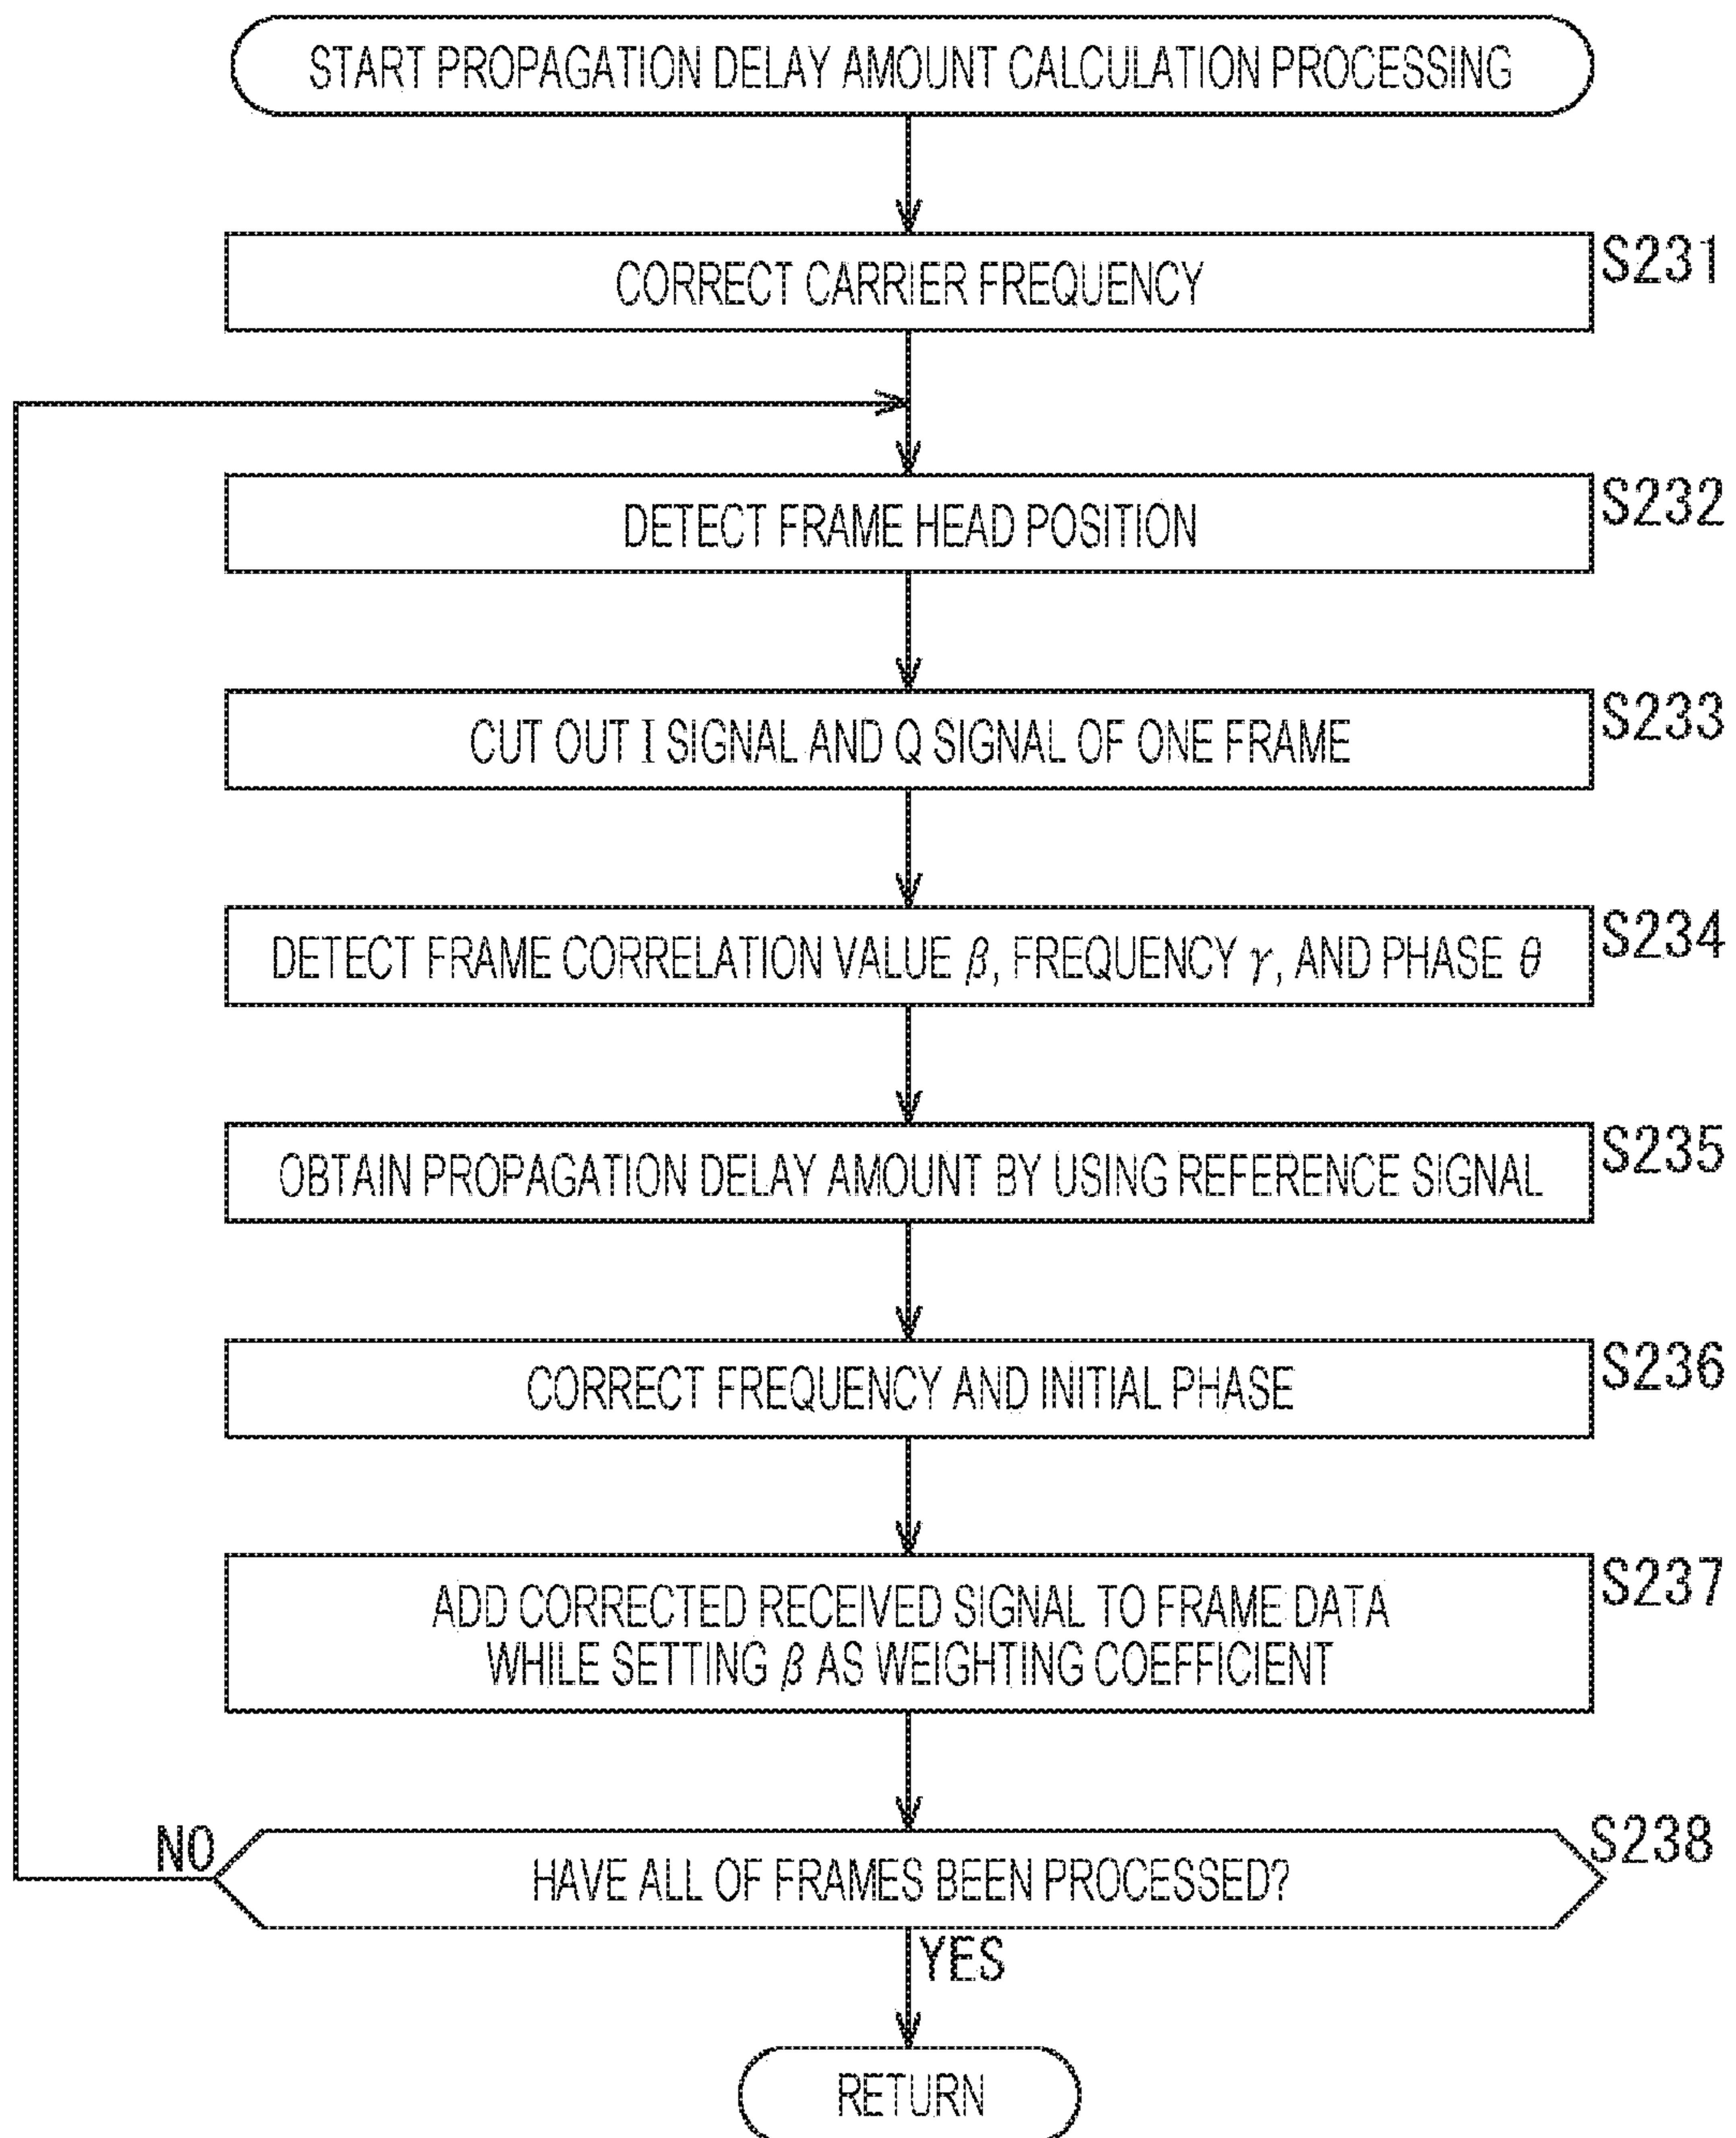 START PROPAGATION DELAY AMOUNT CALCULATION PROCESSING
CORRECT CARRIER FREQUENCY
S231
DETECT FRAME HEAD POSITION
S232
CUT OUT I SIGNAL AND Q SIGNAL OF ONE FRAME
S233
DETECT FRAME CORRELATION VALUE β, FREQUENCY γ, AND PHASE θ
S234
OBTAIN PROPAGATION DELAY AMOUNT BY USING REFERENCE SIGNAL
S235
CORRECT FREQUENCY AND INITIAL PHASE
S236
ADD CORRECTED RECEIVED SIGNAL TO FRAME DATA
WHILE SETTING β AS WEIGHTING COEFFICIENT
S237
NO
HAVE ALL OF FRAMES BEEN PROCESSED?
S238
YES
RETURN